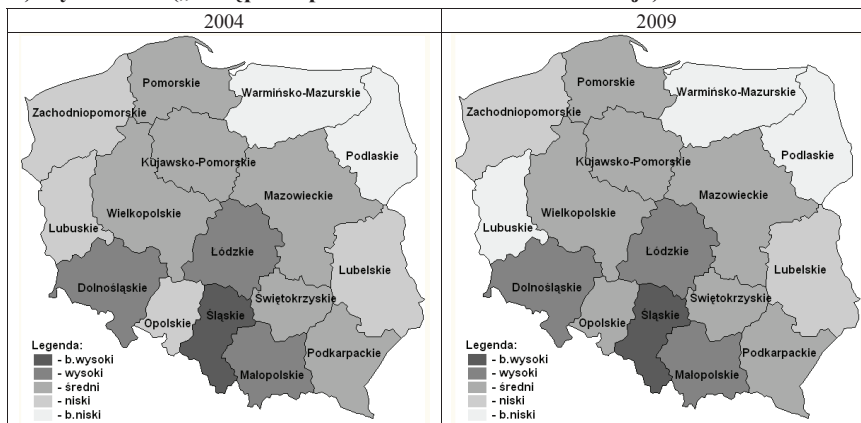 2004 2009
Pomorskie
Warmińsko-Mazurskie
Zachodniopomorskie
Podlaskie
Kujawsko-Pomorskie
Mazowieckie
Wielkopolskie
Lubuskie
Łódzkie
Lubelskie
Dolnośląskie
Świętokrzyskie
Opolskie
Śląskie
Podkarpackie
Małopolskie
Legenda:
- b.wysoki
- wysoki
- średni
- niski
- b.niski
Pomorskie
Warmińsko-Mazurskie
Zachodniopomorskie
Podlaskie
Kujawsko-Pomorskie
Mazowieckie
Wielkopolskie
Lubuskie
Łódzkie
Lubelskie
Dolnośląskie
Świętokrzyskie
Opolskie
Śląskie
Podkarpackie
Małopolskie
Legenda:
- b.wysoki
- wysoki
- średni
- niski
- b.niski